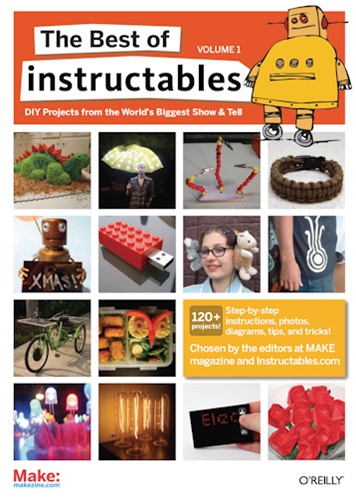 The Best of
VOLUME 1
instructables
DIY Projects from the World's Biggest Show & Tell
XMAS!
120+
projects!
Step-by-step
instructions, photos,
diagrams, tips, and tricks!
Chosen by the editors at MAKE
magazine and Instructables.com
Elec
Make:
makezine.com
O'REILLY